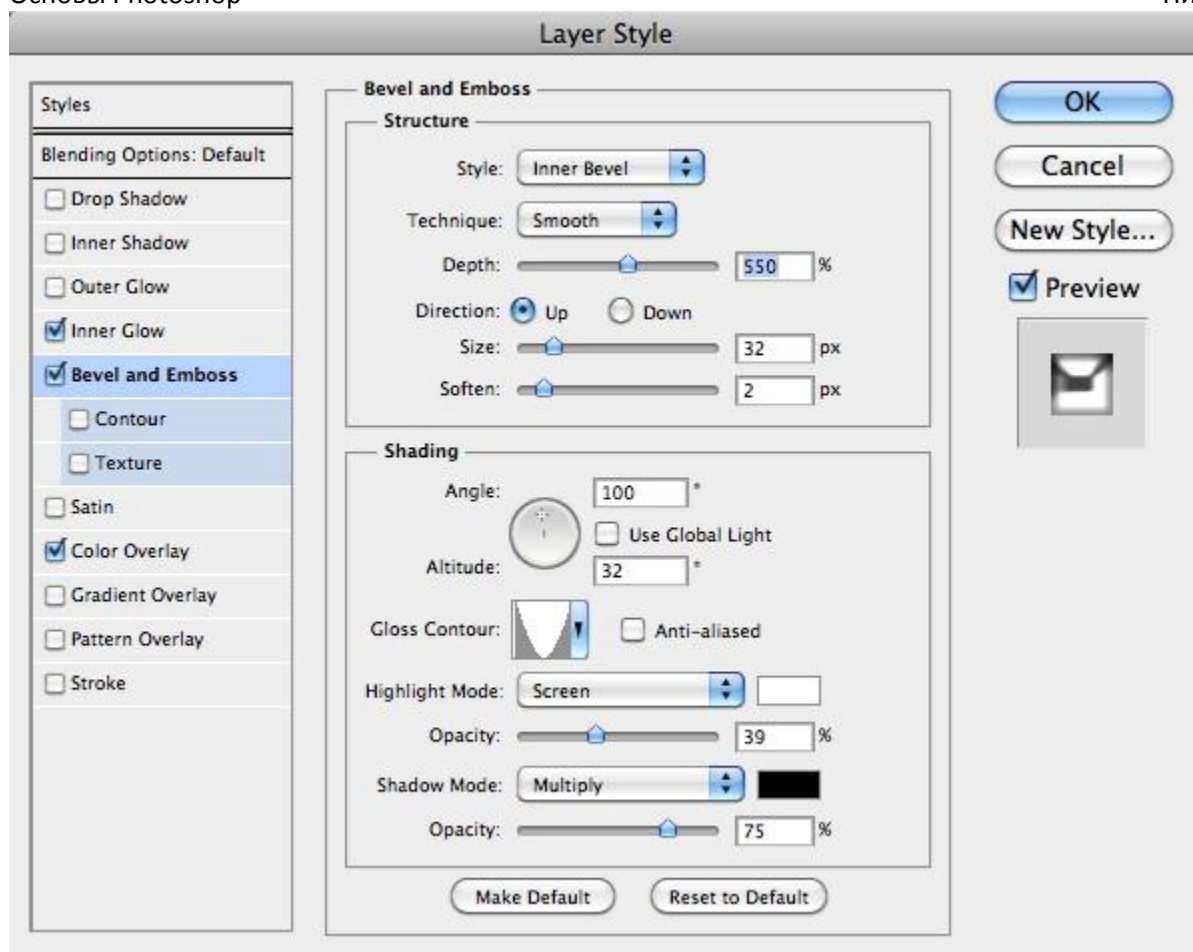 Основы Photoshop
Layer Style
Styles
Blending Options: Default
Drop Shadow
Inner Shadow
Outer Glow
Inner Glow
Bevel and Emboss
Contour
Texture
Satin
Color Overlay
Gradient Overlay
Pattern Overlay
Stroke
Bevel and Emboss
Structure
Style: Inner Bevel
Technique: Smooth
Depth: 550 %
Direction: Up Down
Size: 32 px
Soften: 2 px
Shading
Angle: 100 °
Use Global Light
Altitude: 32 °
Gloss Contour: Anti-aliased
Highlight Mode: Screen
Opacity: 39 %
Shadow Mode: Multiply
Opacity: 75 %
Make Default Reset to Default
OK
Cancel
New Style...
Preview